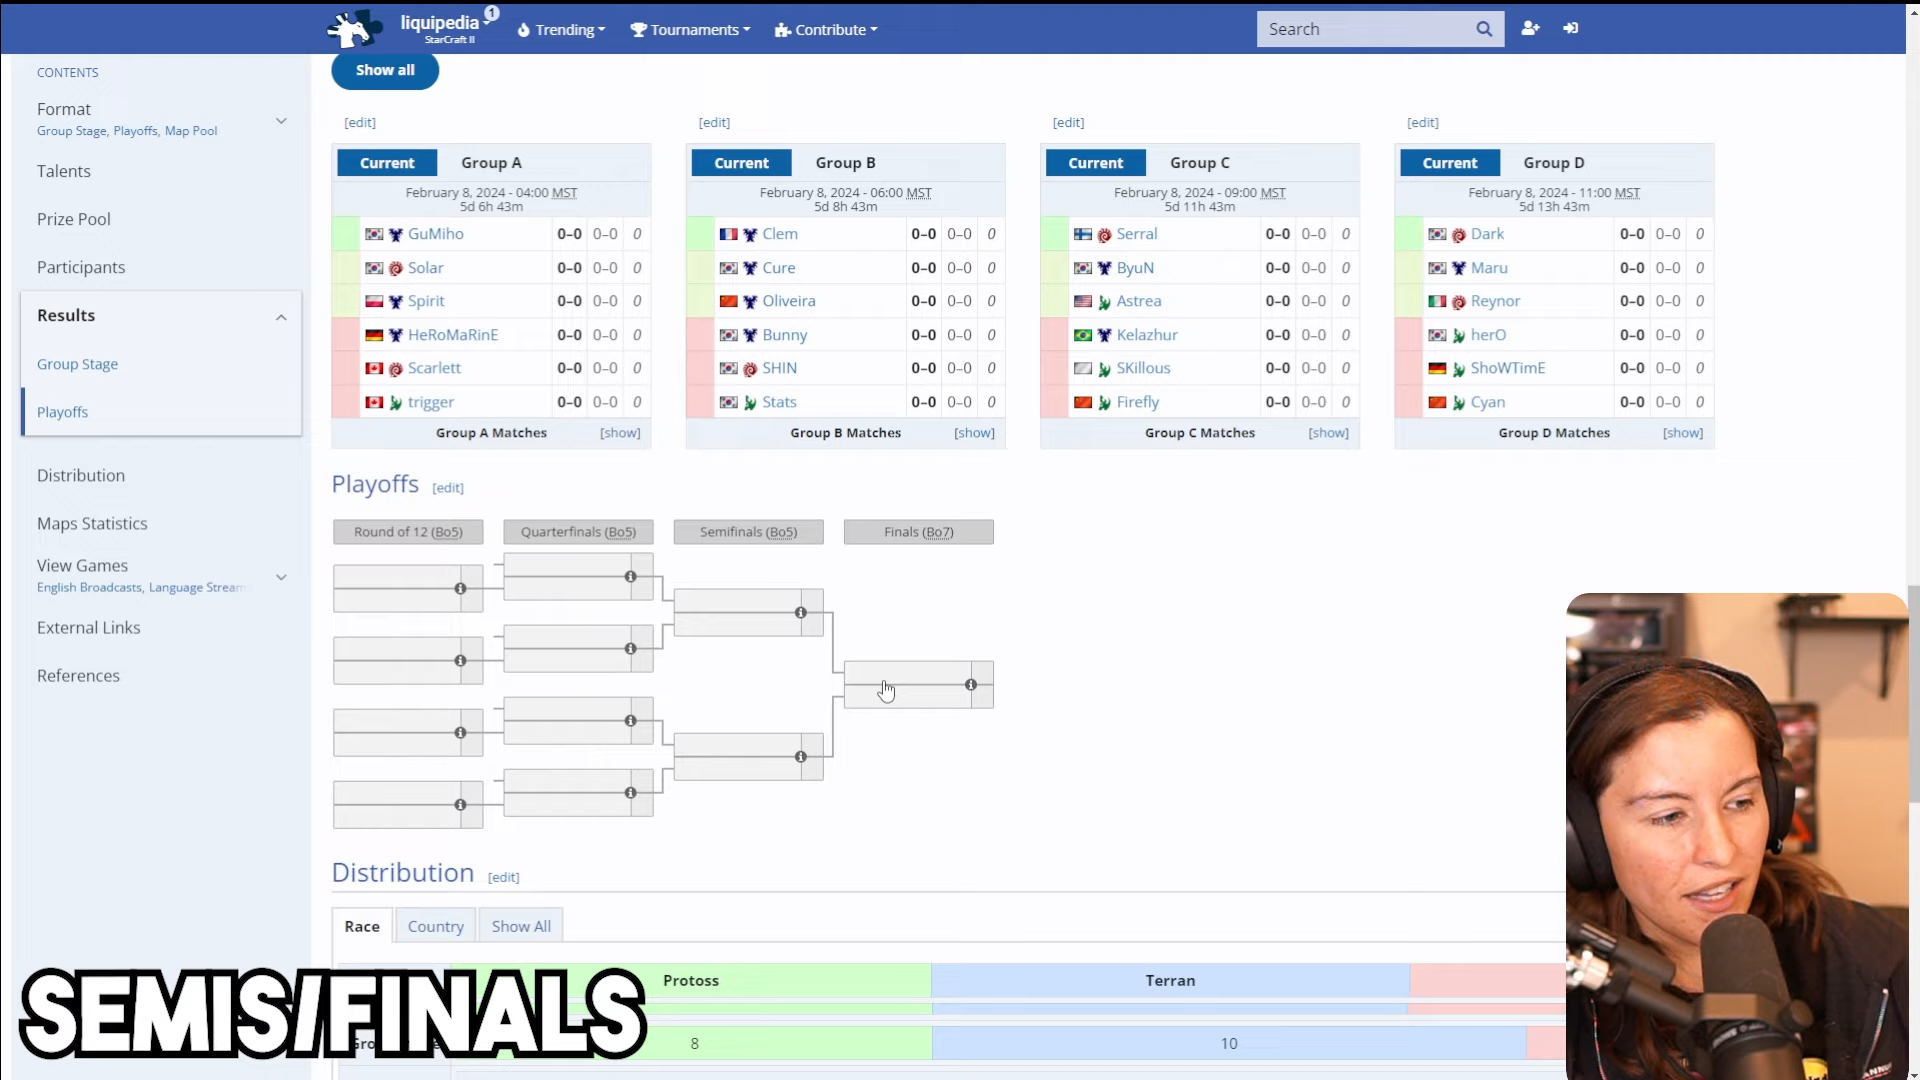 liquipedia
StarCraft II
1
Trending
Tournaments
Contribute
Search
CONTENTS
Format
Group Stage, Playoffs, Map Pool
Talents
Prize Pool
Participants
Results
Group Stage
Playoffs
Distribution
Maps Statistics
View Games
English Broadcasts, Language Stream
External Links
References
Show all
[edit]
Current Group A
February 8, 2024 - 04:00 MST
5d 6h 43m
GuMiho 0–0 0–0 0
Solar 0–0 0–0 0
Spirit 0–0 0–0 0
HeRoMaRinE 0–0 0–0 0
Scarlett 0–0 0–0 0
trigger 0–0 0–0 0
Group A Matches [show]
[edit]
Current Group B
February 8, 2024 - 06:00 MST
5d 8h 43m
Clem 0–0 0–0 0
Cure 0–0 0–0 0
Oliveira 0–0 0–0 0
Bunny 0–0 0–0 0
SHIN 0–0 0–0 0
Stats 0–0 0–0 0
Group B Matches [show]
[edit]
Current Group C
February 8, 2024 - 09:00 MST
5d 11h 43m
Serral 0–0 0–0 0
ByuN 0–0 0–0 0
Astrea 0–0 0–0 0
Kelazhur 0–0 0–0 0
SKillous 0–0 0–0 0
Firefly 0–0 0–0 0
Group C Matches [show]
[edit]
Current Group D
February 8, 2024 - 11:00 MST
5d 13h 43m
Dark 0–0 0–0 0
Maru 0–0 0–0 0
Reynor 0–0 0–0 0
herO 0–0 0–0 0
ShoWTimE 0–0 0–0 0
Cyan 0–0 0–0 0
Group D Matches [show]
Playoffs [edit]
Round of 12 (Bo5) Quarterfinals (Bo5) Semifinals (Bo5) Finals (Bo7)
Distribution [edit]
Race Country Show All
Protoss Terran
8 10
SEMIS/FINALS